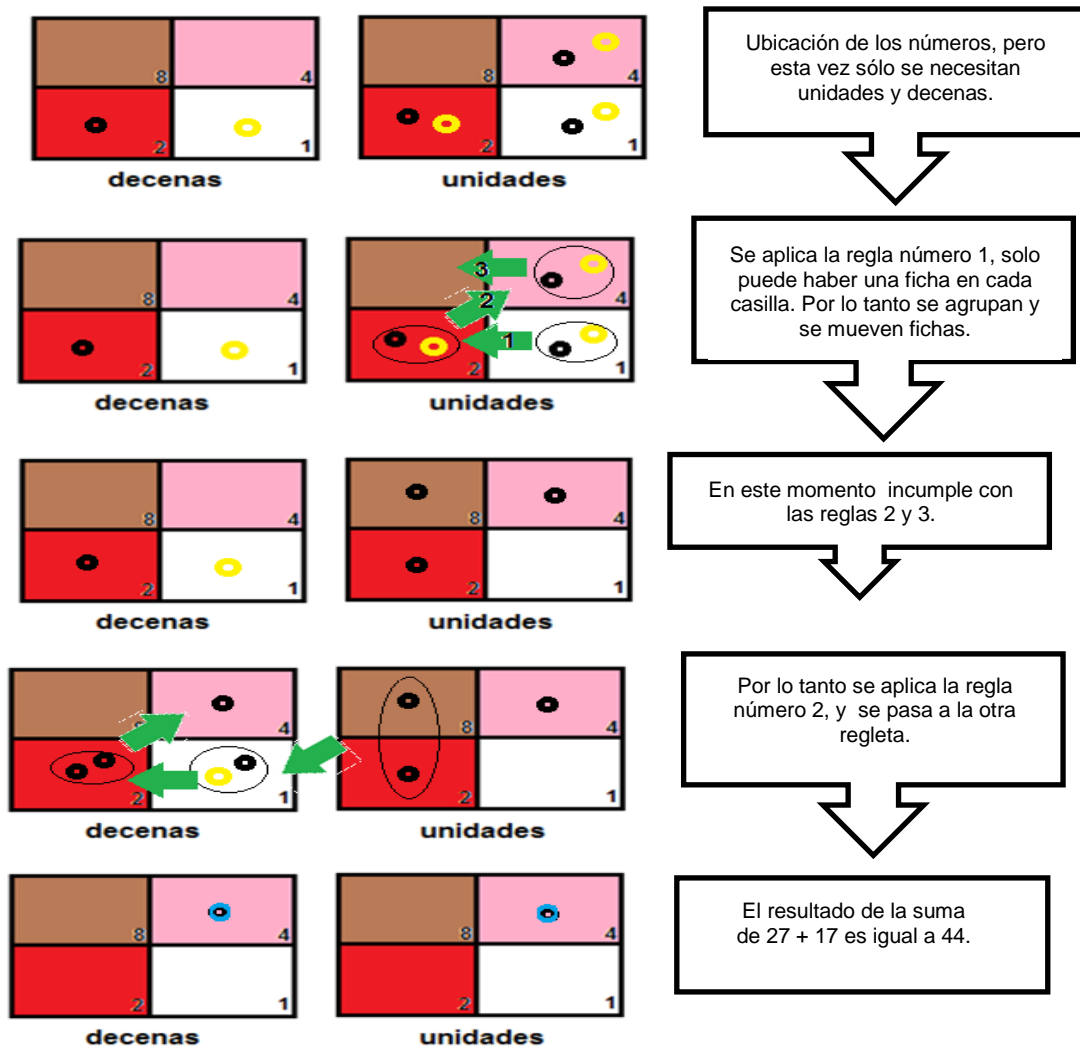 8 4
2 1
decenas
8 4
2 1
unidades
Ubicación de los números, pero
esta vez sólo se necesitan
unidades y decenas.
8 4
2 1
decenas
3
2 4
1
2 1
unidades
Se aplica la regla número 1, solo
puede haber una ficha en cada
casilla. Por lo tanto se agrupan y
se mueven fichas.
8 4
2 1
decenas
8 4
2 1
unidades
En este momento incumple con
las reglas 2 y 3.
4
2 1
decenas
8 4
2 1
unidades
Por lo tanto se aplica la regla
número 2, y se pasa a la otra
regleta.
8 4
2 1
decenas
8 4
2 1
unidades
El resultado de la suma
de 27 + 17 es igual a 44.